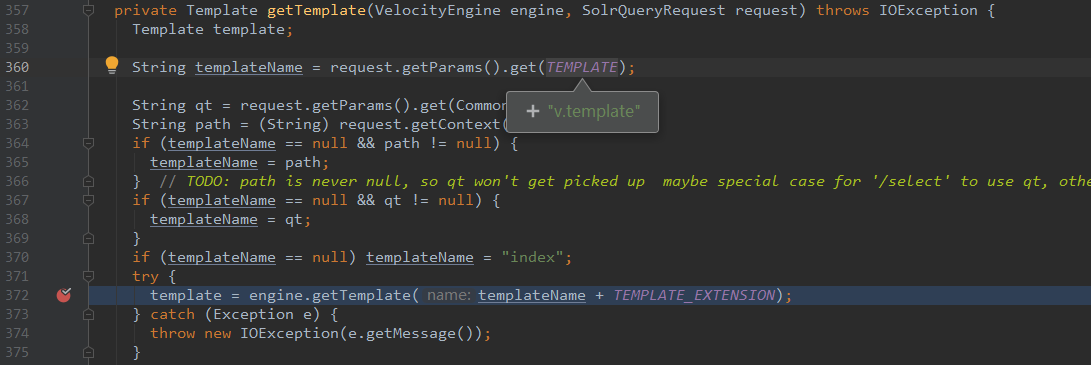 357 private Template getTemplate(VelocityEngine engine, SolrQueryRequest request) throws IOException {
358 Template template;
359
360 String templateName = request.getParams().get(TEMPLATE);
361
362 String qt = request.getParams().get(Common
+ "v.template"
363 String path = (String) request.getContext(
364 if (templateName == null && path != null) {
365 templateName = path;
366 } // TODO: path is never null, so qt won't get picked up  maybe special case for '/select' to use qt, othe
367 if (templateName == null && qt != null) {
368 templateName = qt;
369 }
370 if (templateName == null) templateName = "index";
371 try {
372 template = engine.getTemplate( name: templateName + TEMPLATE_EXTENSION);
373 } catch (Exception e) {
374 throw new IOException(e.getMessage());
375 }